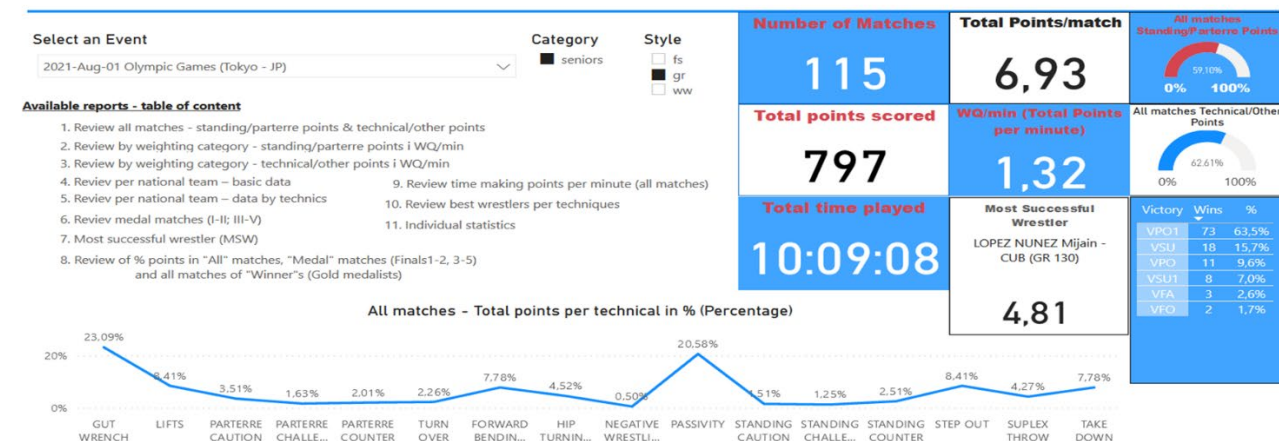 Select an Event
2021-Aug-01 Olympic Games (Tokyo - JP)
Category
seniors
Style
fs
gr
ww
Available reports - table of content
1. Review all matches - standing/parterre points & technical/other points
2. Review by weighting category - standing/parterre points i WQ/min
3. Review by weighting category - technical/other points i WQ/min
4. Reviev per national team – basic data
5. Reviev per national team – data by technics
6. Reviev medal matches (I-II; III-V)
7. Most successful wrestler (MSW)
8. Review of % points in "All" matches, "Medal" matches (Finals1-2, 3-5)
and all matches of "Winner"s (Gold medalists)
9. Review time making points per minute (all matches)
10. Review best wrestlers per techniques
11. Individual statistics
Number of Matches
115
Total Points/match
6,93
All matches
Standing/Parterre Points
59,10%
0% 100%
Total points scored
797
WQ/min (Total Points
per minute)
1,32
All matches Technical/Other
Points
62.61%
0% 100%
Total time played
10:09:08
Most Successful
Wrestler
LOPEZ NUNEZ Mijain -
CUB (GR 130)
4,81
Victory Wins %
VPO1 73 63,5%
VSU 18 15,7%
VPO 11 9,6%
VSU1 8 7,0%
VFA 3 2,6%
VFO 2 1,7%
All matches - Total points per technical in % (Percentage)
20%
0%
23,09%
8,41%
3,51%
1,63%
2,01%
2,26%
7,78%
4,52%
0,50%
20,58%
1,51%
1,25%
2,51%
8,41%
4,27%
7,78%
GUT
WRENCH
LIFTS
PARTERRE
CAUTION
PARTERRE
CHALLE...
PARTERRE
COUNTER
TURN
OVER
FORWARD
BENDIN...
HIP
TURNIN...
NEGATIVE
WRESTLI...
PASSIVITY
STANDING
CAUTION
STANDING
CHALLE...
STANDING
COUNTER
STEP OUT
SUPLEX
THROW
TAKE
DOWN